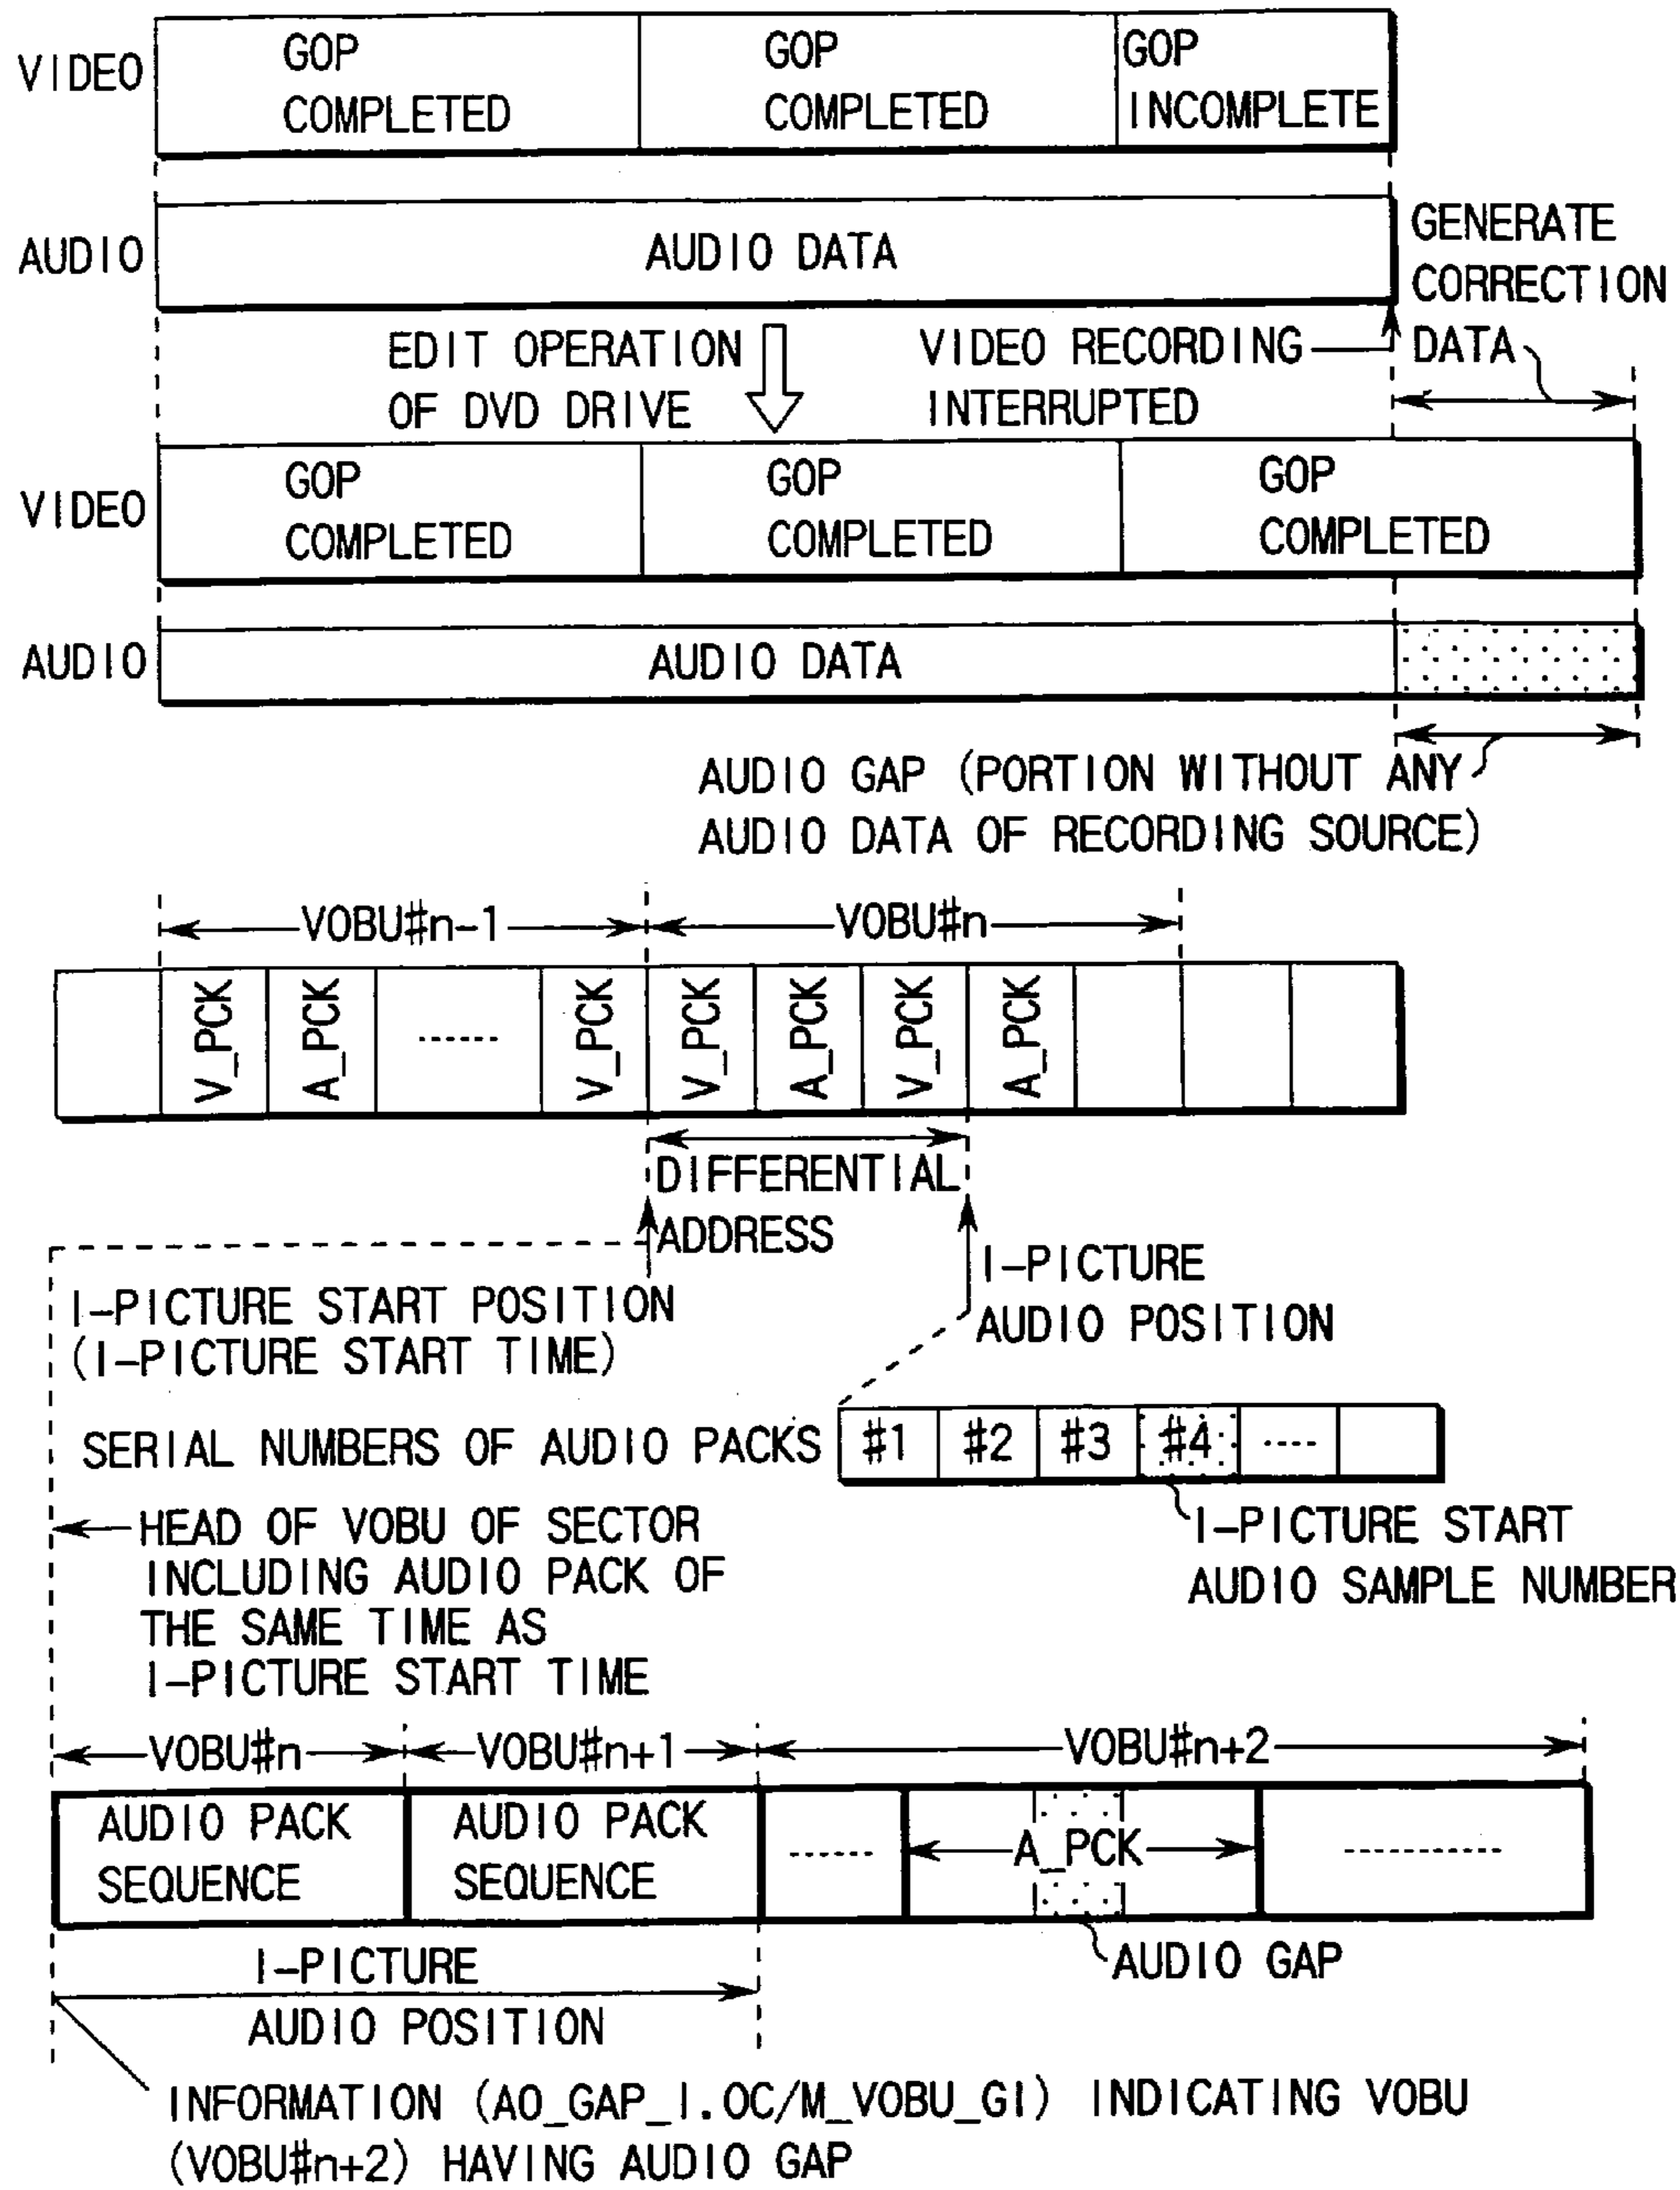 VIDEO
GOP
COMPLETED
GOP
COMPLETED
GOP
INCOMPLETE
AUDIO
AUDIO DATA
GENERATE
CORRECTION
DATA
EDIT OPERATION
OF DVD DRIVE
VIDEO RECORDING
INTERRUPTED
VIDEO
GOP
COMPLETED
GOP
COMPLETED
GOP
COMPLETED
AUDIO
AUDIO DATA
AUDIO GAP (PORTION WITHOUT ANY
AUDIO DATA OF RECORDING SOURCE)
VOBU#n-1
VOBU#n
V_PCK
A_PCK
V_PCK
V_PCK
A_PCK
V_PCK
A_PCK
DIFFERENTIAL
ADDRESS
I-PICTURE START POSITION
(I-PICTURE START TIME)
I-PICTURE
AUDIO POSITION
SERIAL NUMBERS OF AUDIO PACKS
#1
#2
#3
#4
I-PICTURE START
AUDIO SAMPLE NUMBER
HEAD OF VOBU OF SECTOR
INCLUDING AUDIO PACK OF
THE SAME TIME AS
I-PICTURE START TIME
VOBU#n
VOBU#n+1
VOBU#n+2
AUDIO PACK
SEQUENCE
AUDIO PACK
SEQUENCE
A_PCK
AUDIO GAP
I-PICTURE
AUDIO POSITION
INFORMATION (AO_GAP_I.OC/M_VOBU_GI) INDICATING VOBU
(VOBU#n+2) HAVING AUDIO GAP